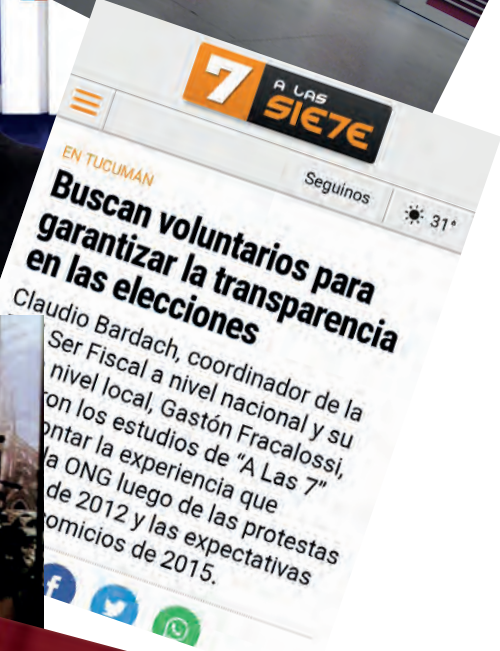 7 A LAS SIE7E
Seguinos 31°
EN TUCUMÁN
Buscan voluntarios para
garantizar la transparencia
en las elecciones
Claudio Bardach, coordinador de la
Ser Fiscal a nivel nacional y su
nivel local, Gastón Fracalossi,
ron los estudios de "A Las 7"
ontar la experiencia que
la ONG luego de las protestas
de 2012 y las expectativas
omicios de 2015.